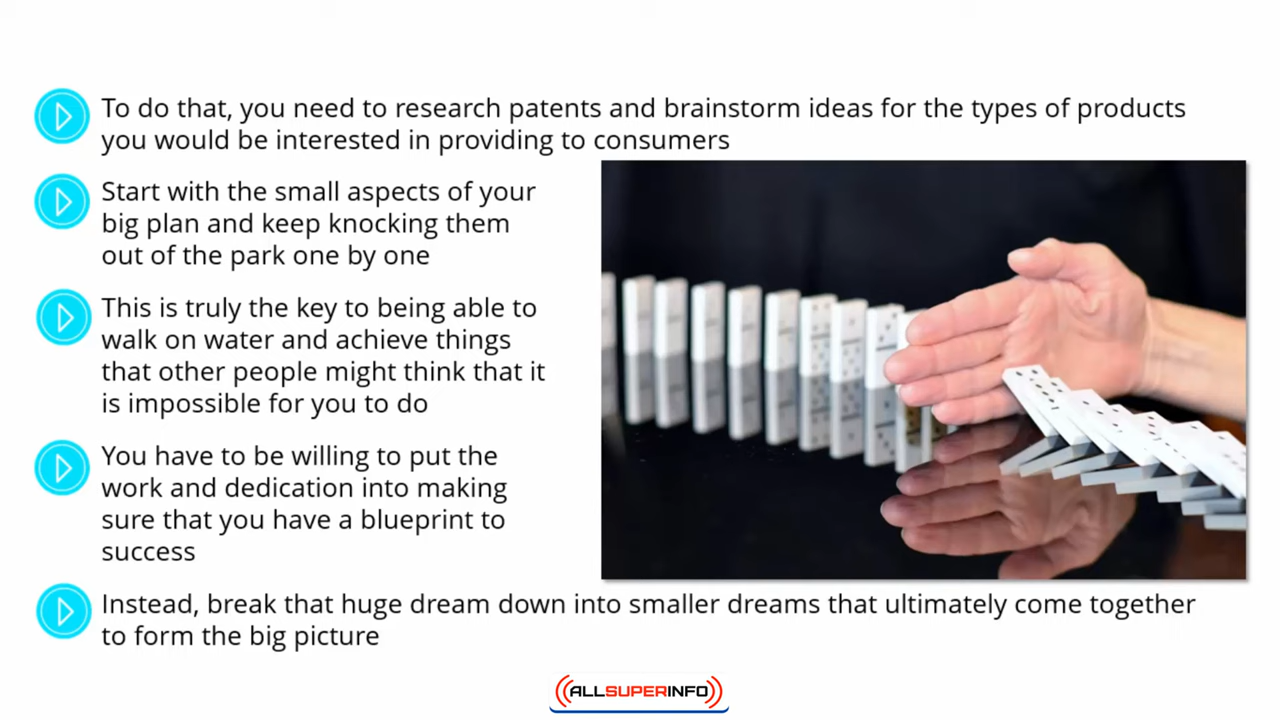 To do that, you need to research patents and brainstorm ideas for the types of products
you would be interested in providing to consumers
Start with the small aspects of your
big plan and keep knocking them
out of the park one by one
This is truly the key to being able to
walk on water and achieve things
that other people might think that it
is impossible for you to do
You have to be willing to put the
work and dedication into making
sure that you have a blueprint to
success
Instead, break that huge dream down into smaller dreams that ultimately come together
to form the big picture
ALLSUPERINFO